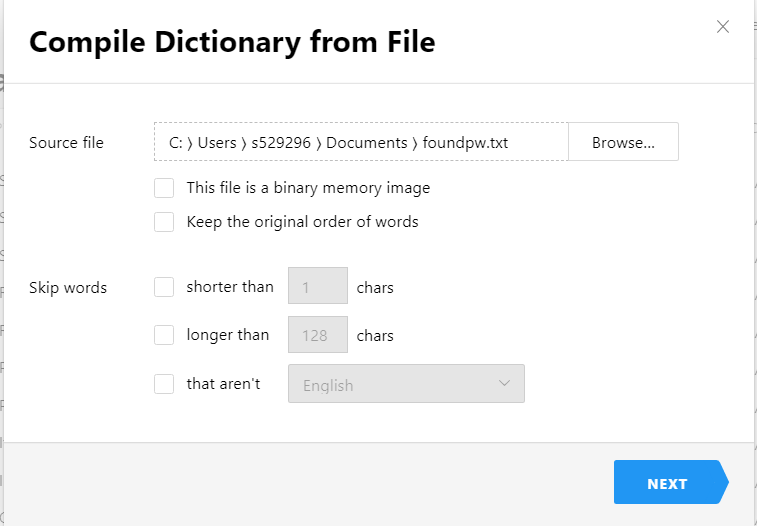 Compile Dictionary from File
Source file C: ⟩ Users ⟩ s529296 ⟩ Documents ⟩ foundpw.txt Browse...
This file is a binary memory image
Keep the original order of words
Skip words shorter than 1 chars
longer than 128 chars
that aren't English
NEXT